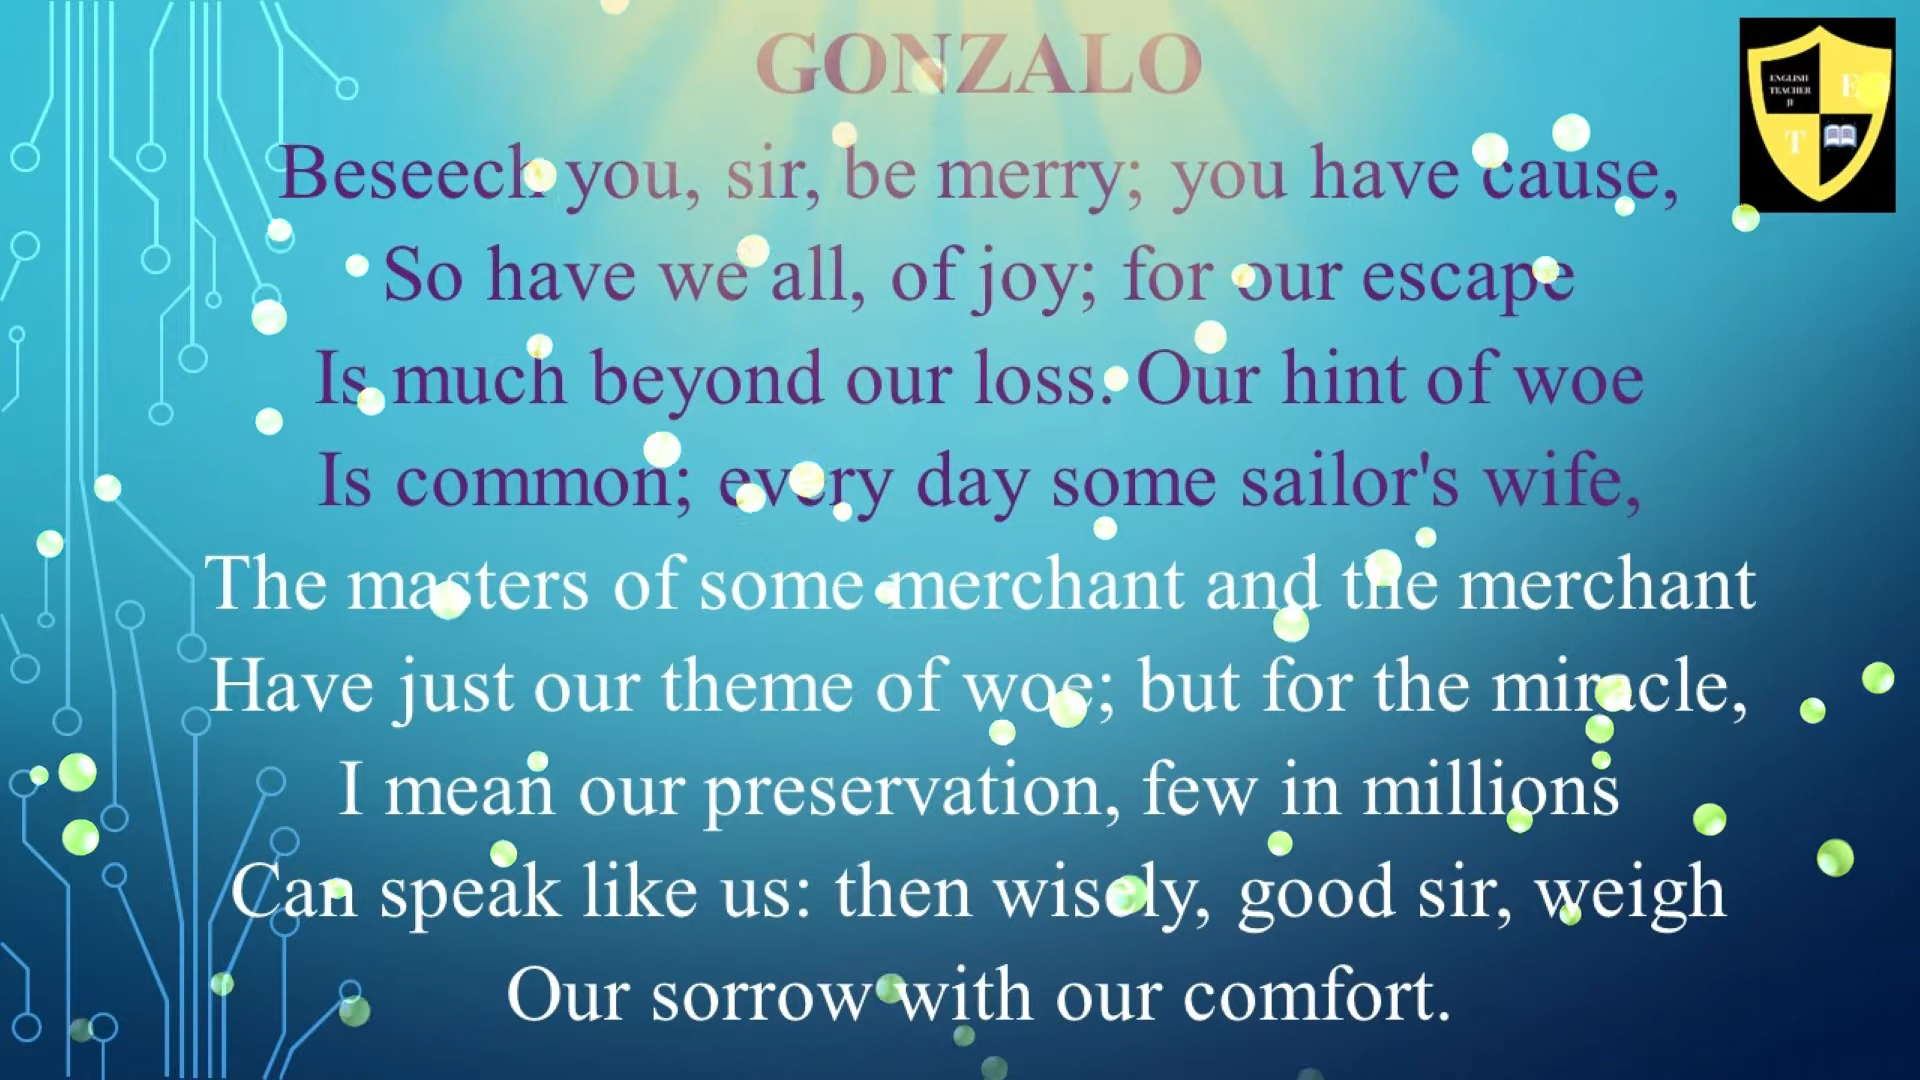 GONZALO
ENGLISH
TEACHER
JI
E
T
Beseech you, sir, be merry; you have cause,
So have we all, of joy; for our escape
Is much beyond our loss. Our hint of woe
Is common; every day some sailor's wife,
The masters of some merchant and the merchant
Have just our theme of woe; but for the miracle,
I mean our preservation, few in millions
Can speak like us: then wisely, good sir, weigh
Our sorrow with our comfort.